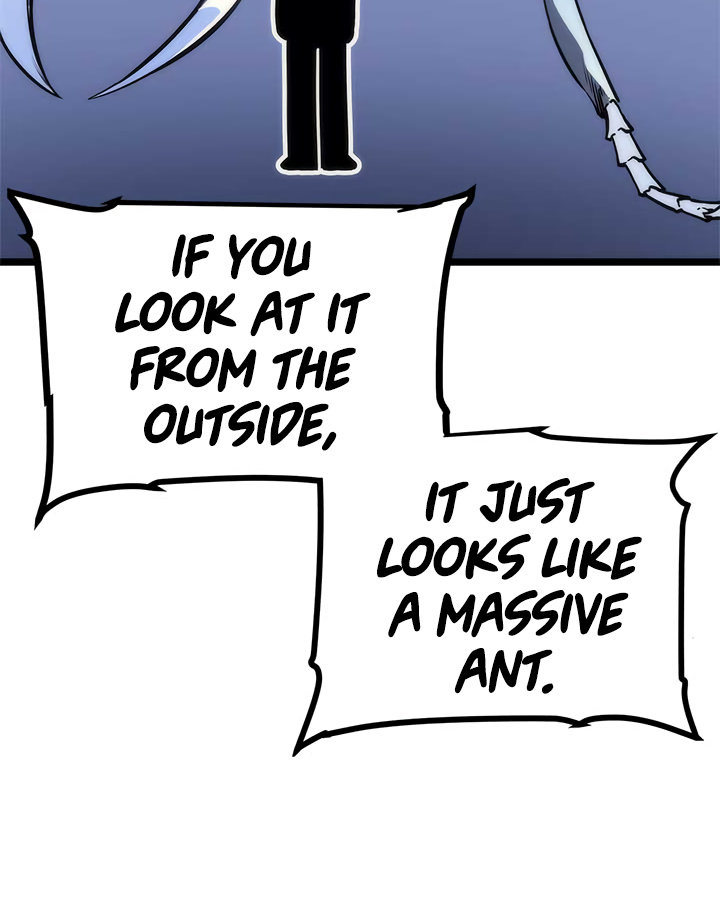 IF YOU
LOOK AT IT
FROM THE
OUTSIDE,
IT JUST
LOOKS LIKE
A MASSIVE
ANT.